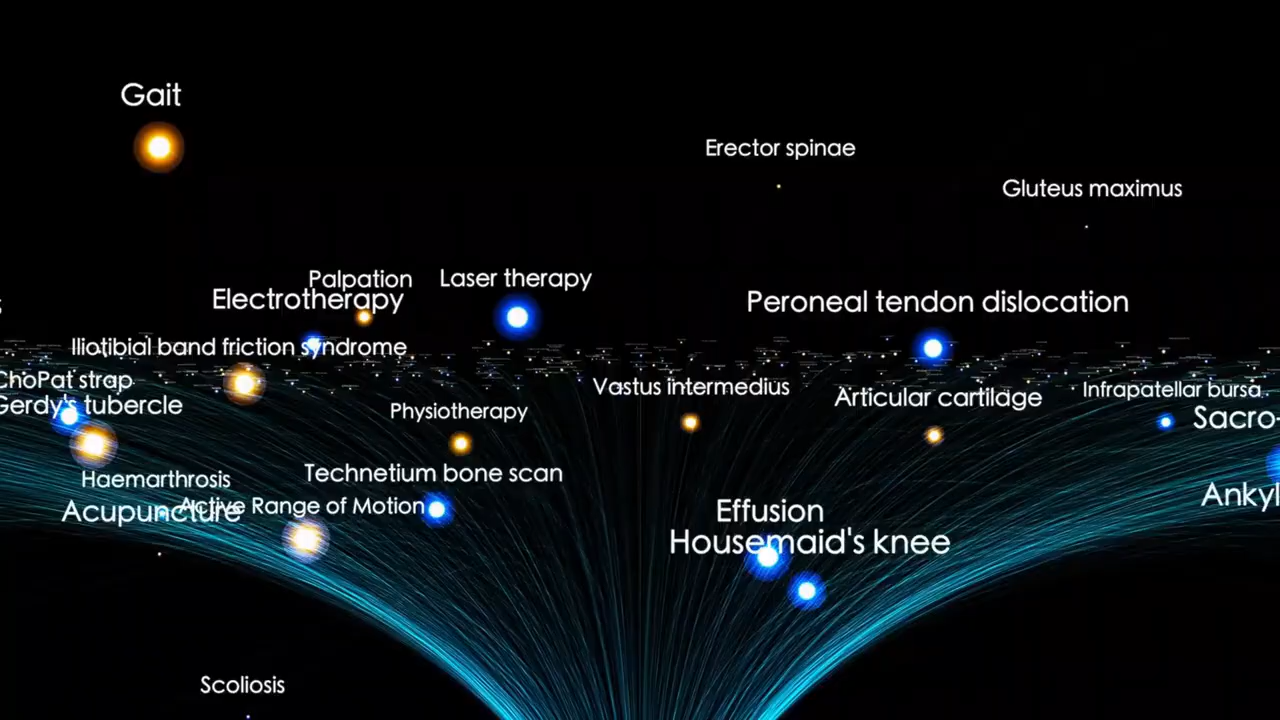 Gait
Erector spinae
Gluteus maximus
Palpation
Laser therapy
Electrotherapy
Peroneal tendon dislocation
Iliotibial band friction syndrome
ChoPat strap
Vastus intermedius
Articular cartilage
Infrapatellar bursa
Gerdy's tubercle
Physiotherapy
Sacro-
Technetium bone scan
Haemarthrosis
Ankyl
Active Range of Motion
Acupuncture
Effusion
Housemaid's knee
Scoliosis